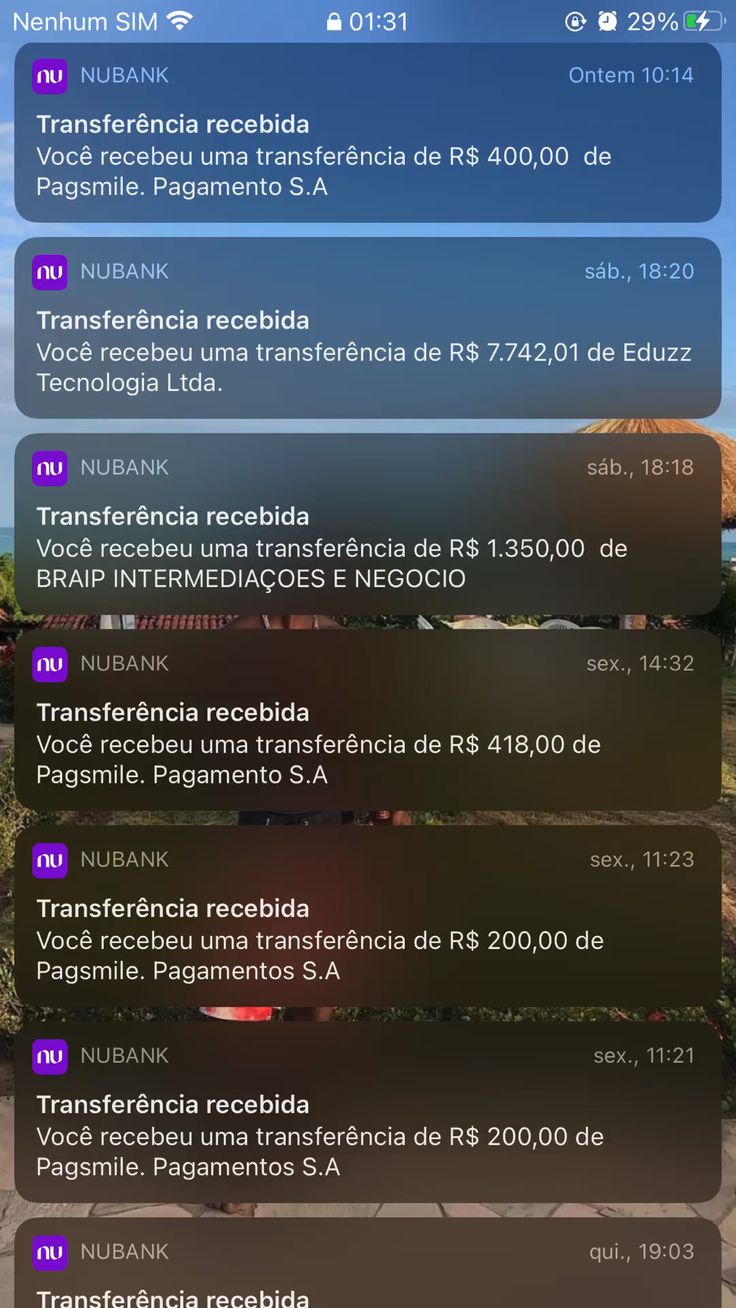 Nenhum SIM 01:31 29%
nu NUBANK Ontem 10:14
Transferência recebida
Você recebeu uma transferência de R$ 400,00 de
Pagsmile. Pagamento S.A
nu NUBANK sáb., 18:20
Transferência recebida
Você recebeu uma transferência de R$ 7.742,01 de Eduzz
Tecnologia Ltda.
nu NUBANK sáb., 18:18
Transferência recebida
Você recebeu uma transferência de R$ 1.350,00 de
BRAIP INTERMEDIAÇOES E NEGOCIO
nu NUBANK sex., 14:32
Transferência recebida
Você recebeu uma transferência de R$ 418,00 de
Pagsmile. Pagamento S.A
nu NUBANK sex., 11:23
Transferência recebida
Você recebeu uma transferência de R$ 200,00 de
Pagsmile. Pagamentos S.A
nu NUBANK sex., 11:21
Transferência recebida
Você recebeu uma transferência de R$ 200,00 de
Pagsmile. Pagamentos S.A
nu NUBANK qui., 19:03
Transferência recebida